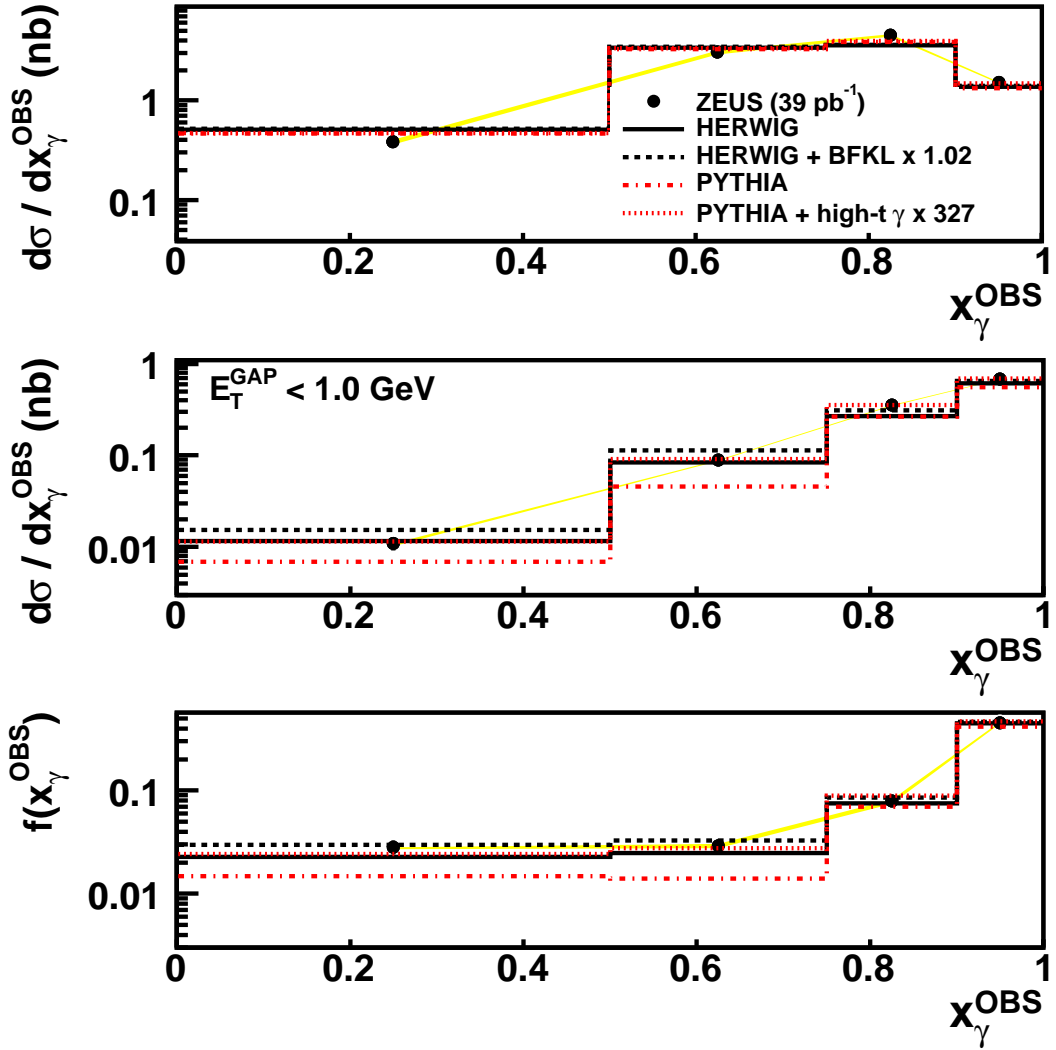 dσ / dx_γ^OBS (nb)
1
0.1
ZEUS (39 pb^-1)
HERWIG
HERWIG + BFKL x 1.02
PYTHIA
PYTHIA + high-t γ x 327
0 0.2 0.4 0.6 0.8 1
x_γ^OBS
dσ / dx_γ^OBS (nb)
1
0.1
0.01
E_T^GAP < 1.0 GeV
0 0.2 0.4 0.6 0.8 1
x_γ^OBS
f(x_γ^OBS)
0.1
0.01
0 0.2 0.4 0.6 0.8 1
x_γ^OBS